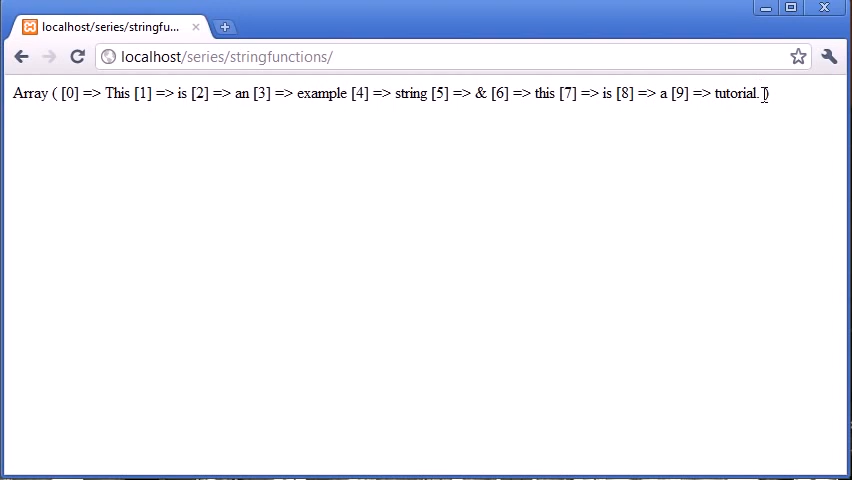 localhost/series/stringfu...
localhost/series/stringfunctions/
Array ( [0] => This [1] => is [2] => an [3] => example [4] => string [5] => & [6] => this [7] => is [8] => a [9] => tutorial. )